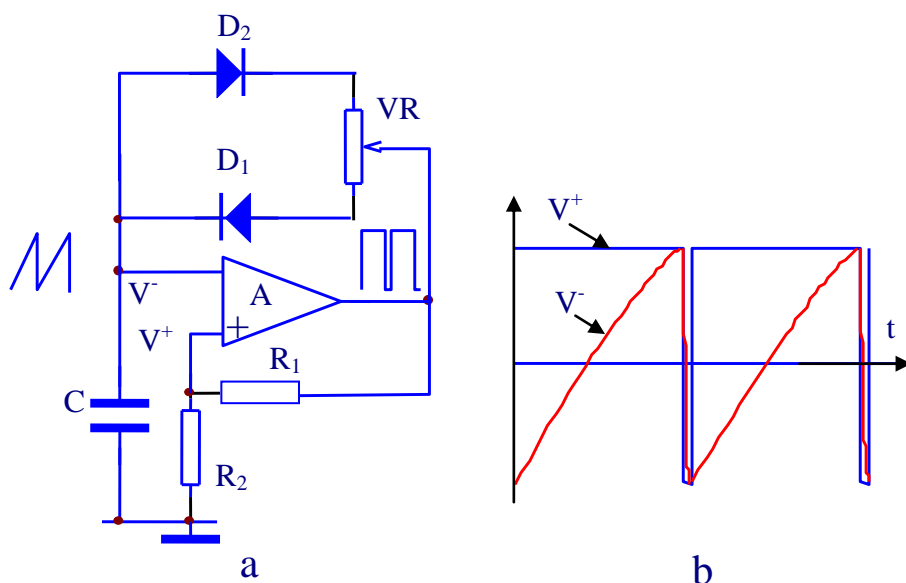 D₂
VR
D₁
V⁺
V⁻
A
V⁻
V⁺
+
t
R₁
C
R₂
a
b